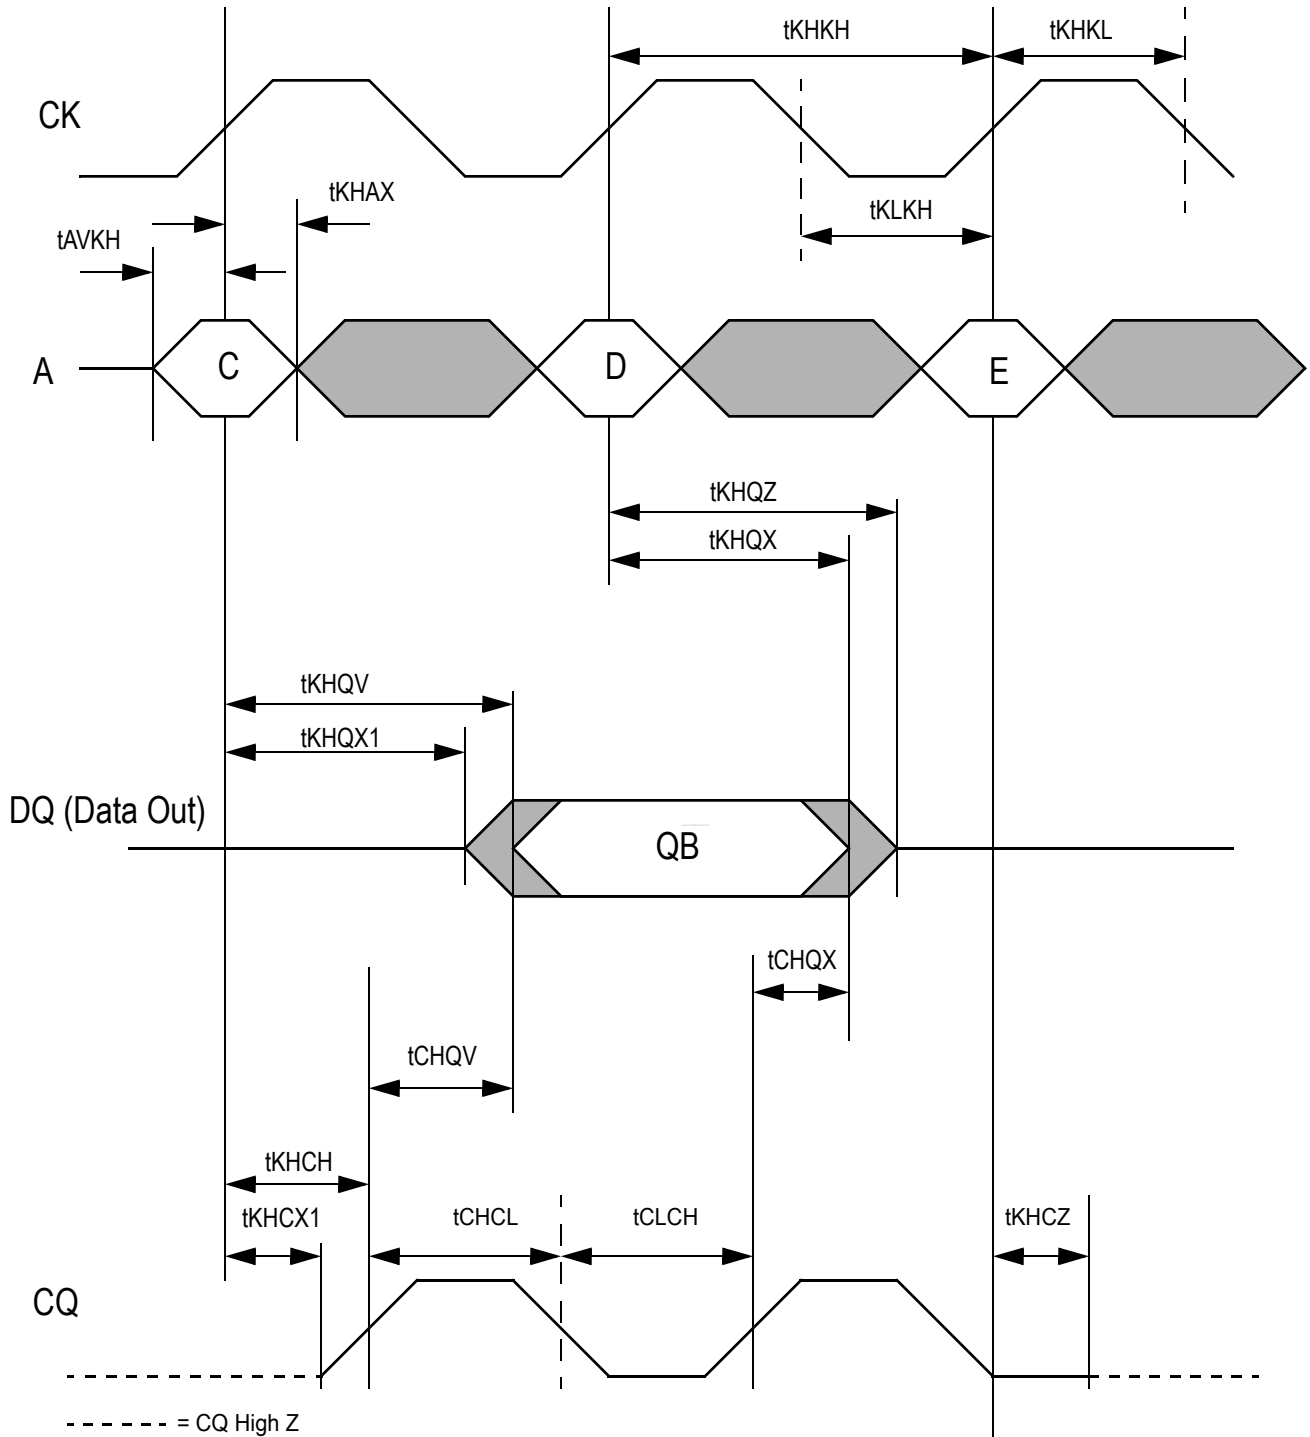 tKHKH
tKHKL
CK
tKHAX
tKLKH
tAVKH
A
C
D
E
tKHQZ
tKHQX
tKHQV
tKHQX1
DQ (Data Out)
QB
tCHQX
tCHQV
tKHCH
tKHCX1
tCHCL
tCLCH
tKHCZ
CQ
= CQ High Z